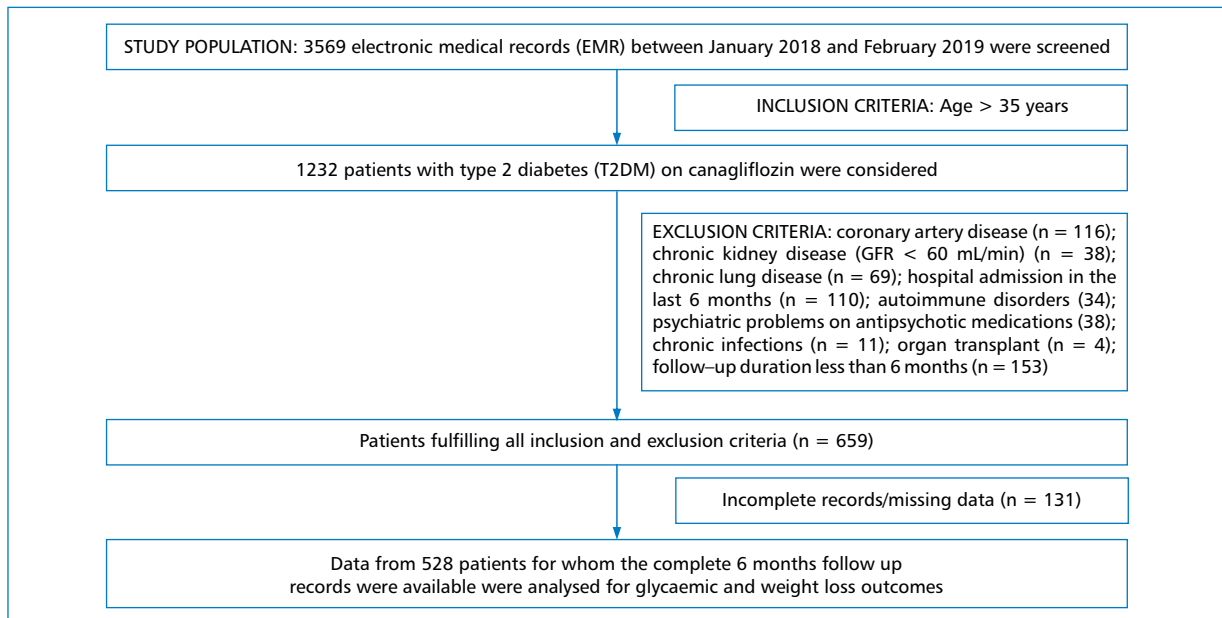 STUDY POPULATION: 3569 electronic medical records (EMR) between January 2018 and February 2019 were screened
INCLUSION CRITERIA: Age > 35 years
1232 patients with type 2 diabetes (T2DM) on canagliflozin were considered
EXCLUSION CRITERIA: coronary artery disease (n = 116);
chronic kidney disease (GFR < 60 mL/min) (n = 38);
chronic lung disease (n = 69); hospital admission in the
last 6 months (n = 110); autoimmune disorders (34);
psychiatric problems on antipsychotic medications (38);
chronic infections (n = 11); organ transplant (n = 4);
follow–up duration less than 6 months (n = 153)
Patients fulfilling all inclusion and exclusion criteria (n = 659)
Incomplete records/missing data (n = 131)
Data from 528 patients for whom the complete 6 months follow up
records were available were analysed for glycaemic and weight loss outcomes